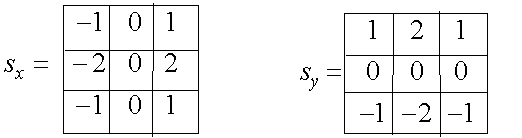 -1 0 1
s_x = -2 0 2
-1 0 1
1 2 1
s_y = 0 0 0
-1 -2 -1